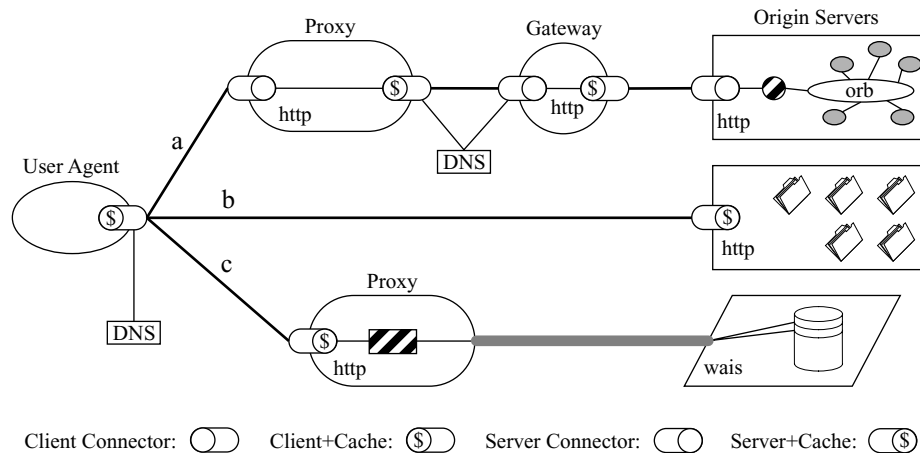 Proxy
Gateway
Origin Servers
$
$
orb
http
http
http
a
DNS
User Agent
b
$
$
http
c
DNS
Proxy
$
http
wais
Client Connector:
Client+Cache: $
Server Connector:
Server+Cache: $